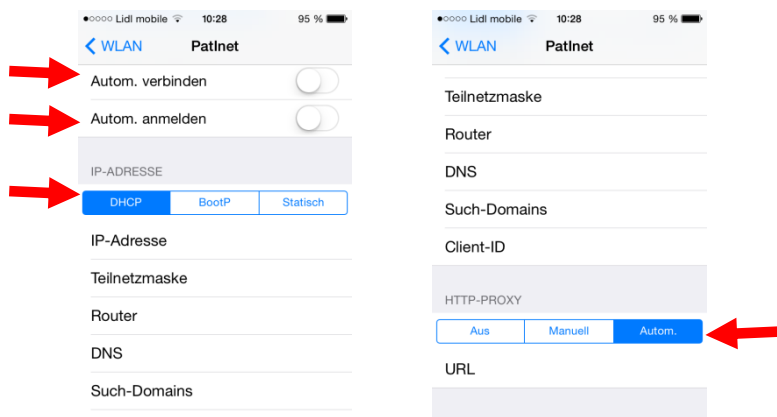 Lidl mobile 10:28 95 %
WLAN Patlnet
Autom. verbinden
Autom. anmelden
IP-ADRESSE
DHCP BootP Statisch
IP-Adresse
Teilnetzmaske
Router
DNS
Such-Domains
Lidl mobile 10:28 95 %
WLAN Patlnet
Teilnetzmaske
Router
DNS
Such-Domains
Client-ID
HTTP-PROXY
Aus Manuell Autom.
URL